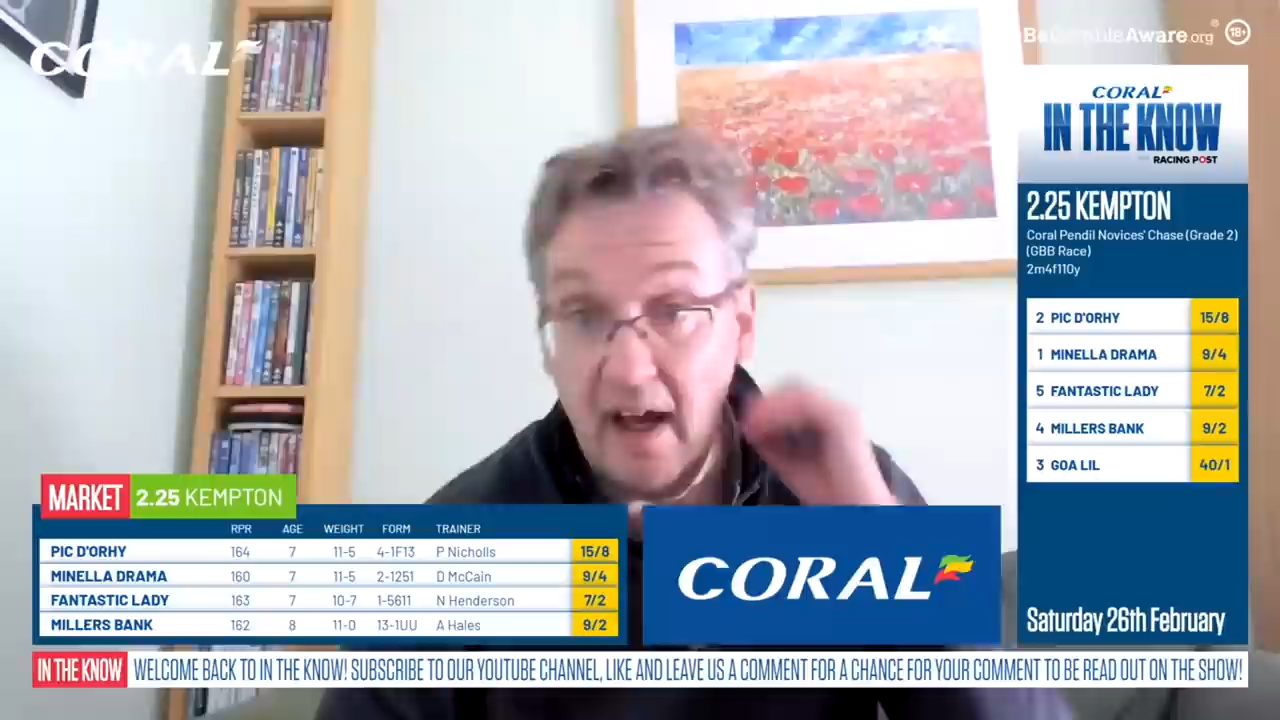 CORAL
BeGambleAware.org 18+
CORAL
IN THE KNOW
RACING POST
2.25 KEMPTON
Coral Pendil Novices' Chase (Grade 2)
(GBB Race)
2m4f110y
2 PIC D'ORHY 15/8
1 MINELLA DRAMA 9/4
5 FANTASTIC LADY 7/2
4 MILLERS BANK 9/2
3 GOA LIL 40/1
MARKET 2.25 KEMPTON
RPR AGE WEIGHT FORM TRAINER
PIC D'ORHY 164 7 11-5 4-1F13 P Nicholls 15/8
MINELLA DRAMA 160 7 11-5 2-1251 D McCain 9/4
FANTASTIC LADY 163 7 10-7 1-5611 N Henderson 7/2
MILLERS BANK 162 8 11-0 13-1UU A Hales 9/2
CORAL
Saturday 26th February
IN THE KNOW WELCOME BACK TO IN THE KNOW! SUBSCRIBE TO OUR YOUTUBE CHANNEL, LIKE AND LEAVE US A COMMENT FOR A CHANCE FOR YOUR COMMENT TO BE READ OUT ON THE SHOW!